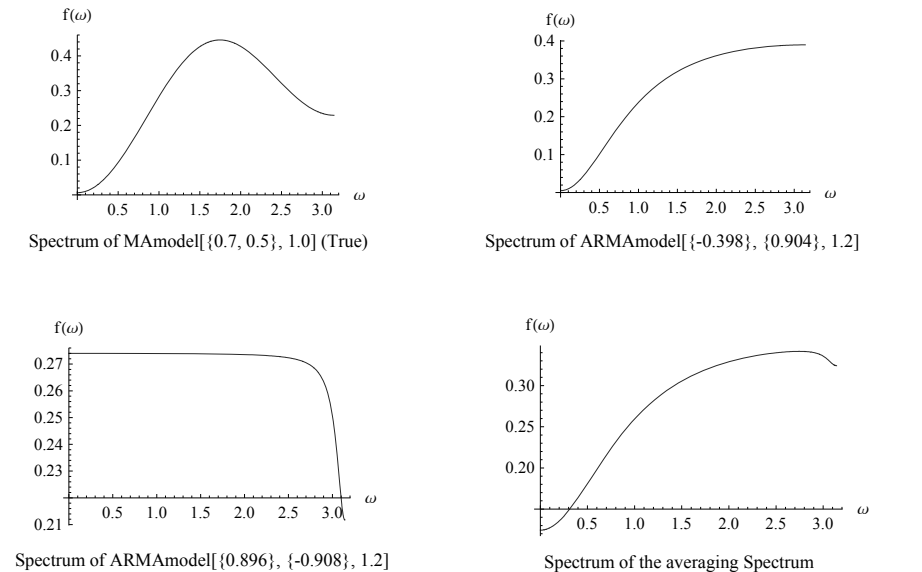 f(ω)
0.4
0.3
0.2
0.1
0.5 1.0 1.5 2.0 2.5 3.0 ω
Spectrum of MAmodel[{0.7, 0.5}, 1.0] (True)
f(ω)
0.4
0.3
0.2
0.1
0.5 1.0 1.5 2.0 2.5 3.0 ω
Spectrum of ARMAmodel[{-0.398}, {0.904}, 1.2]
f(ω)
0.27
0.26
0.25
0.24
0.23
0.21
0.5 1.0 1.5 2.0 2.5 3.0 ω
Spectrum of ARMAmodel[{0.896}, {-0.908}, 1.2]
f(ω)
0.30
0.25
0.20
0.5 1.0 1.5 2.0 2.5 3.0 ω
Spectrum of the averaging Spectrum